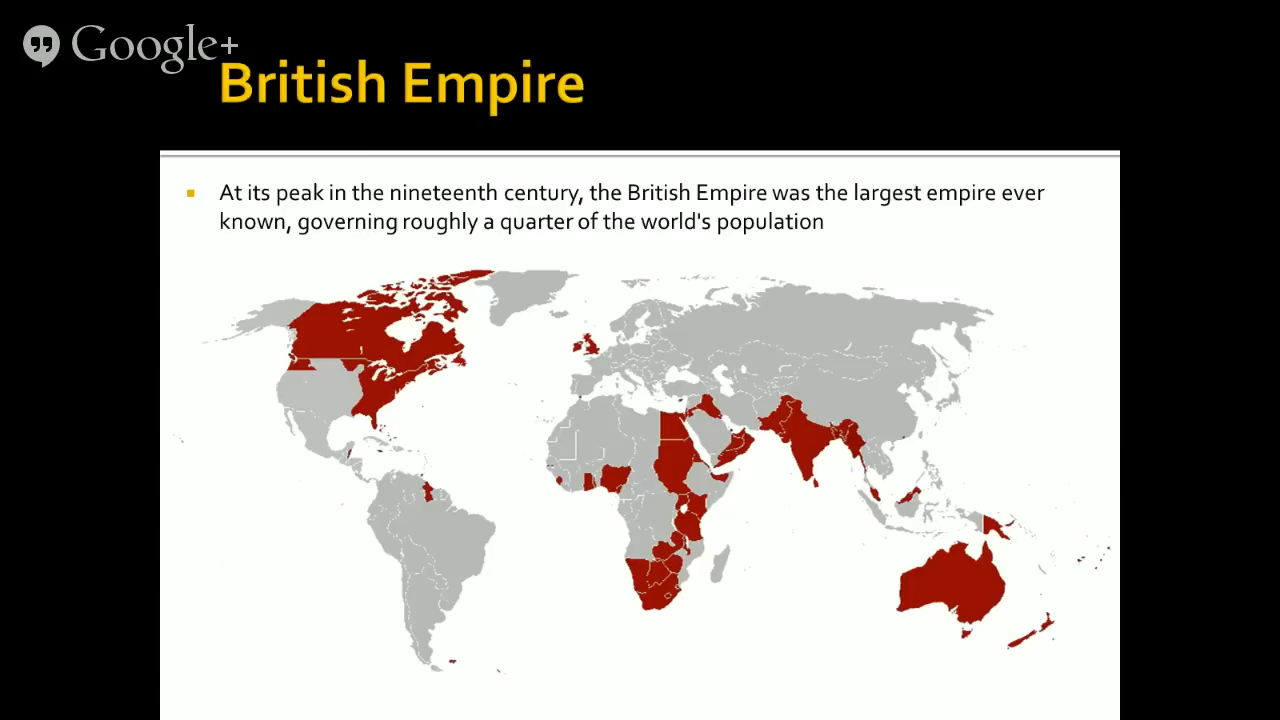 Google+
British Empire
At its peak in the nineteenth century, the British Empire was the largest empire ever
known, governing roughly a quarter of the world's population